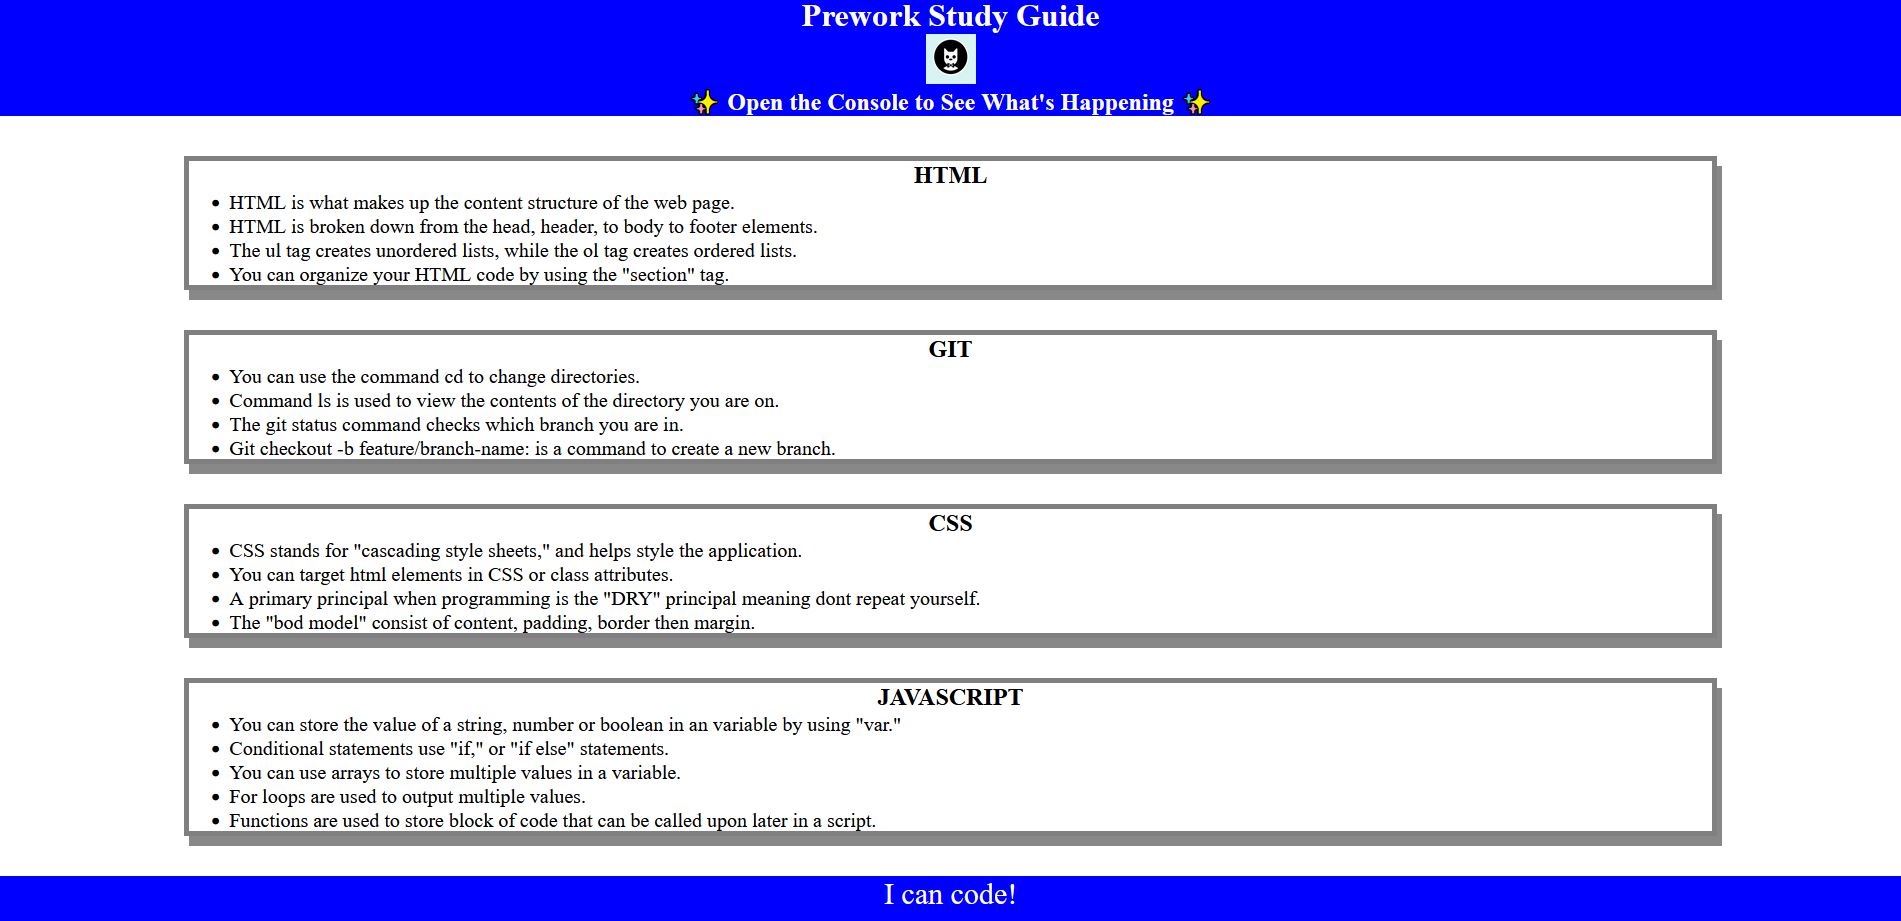 Prework Study Guide
✨ Open the Console to See What's Happening ✨
HTML
• HTML is what makes up the content structure of the web page.
• HTML is broken down from the head, header, to body to footer elements.
• The ul tag creates unordered lists, while the ol tag creates ordered lists.
• You can organize your HTML code by using the "section" tag.
GIT
• You can use the command cd to change directories.
• Command ls is used to view the contents of the directory you are on.
• The git status command checks which branch you are in.
• Git checkout -b feature/branch-name: is a command to create a new branch.
CSS
• CSS stands for "cascading style sheets," and helps style the application.
• You can target html elements in CSS or class attributes.
• A primary principal when programming is the "DRY" principal meaning dont repeat yourself.
• The "bod model" consist of content, padding, border then margin.
JAVASCRIPT
• You can store the value of a string, number or boolean in an variable by using "var."
• Conditional statements use "if," or "if else" statements.
• You can use arrays to store multiple values in a variable.
• For loops are used to output multiple values.
• Functions are used to store block of code that can be called upon later in a script.
I can code!